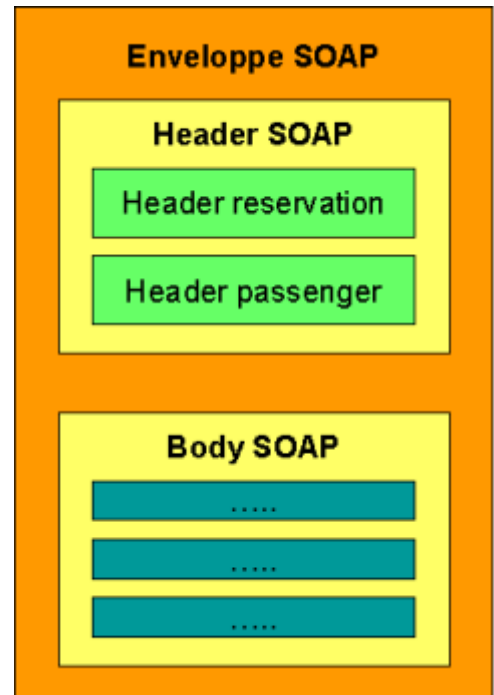 Enveloppe SOAP
Header SOAP
Header reservation
Header passenger
Body SOAP
.....
.....
.....